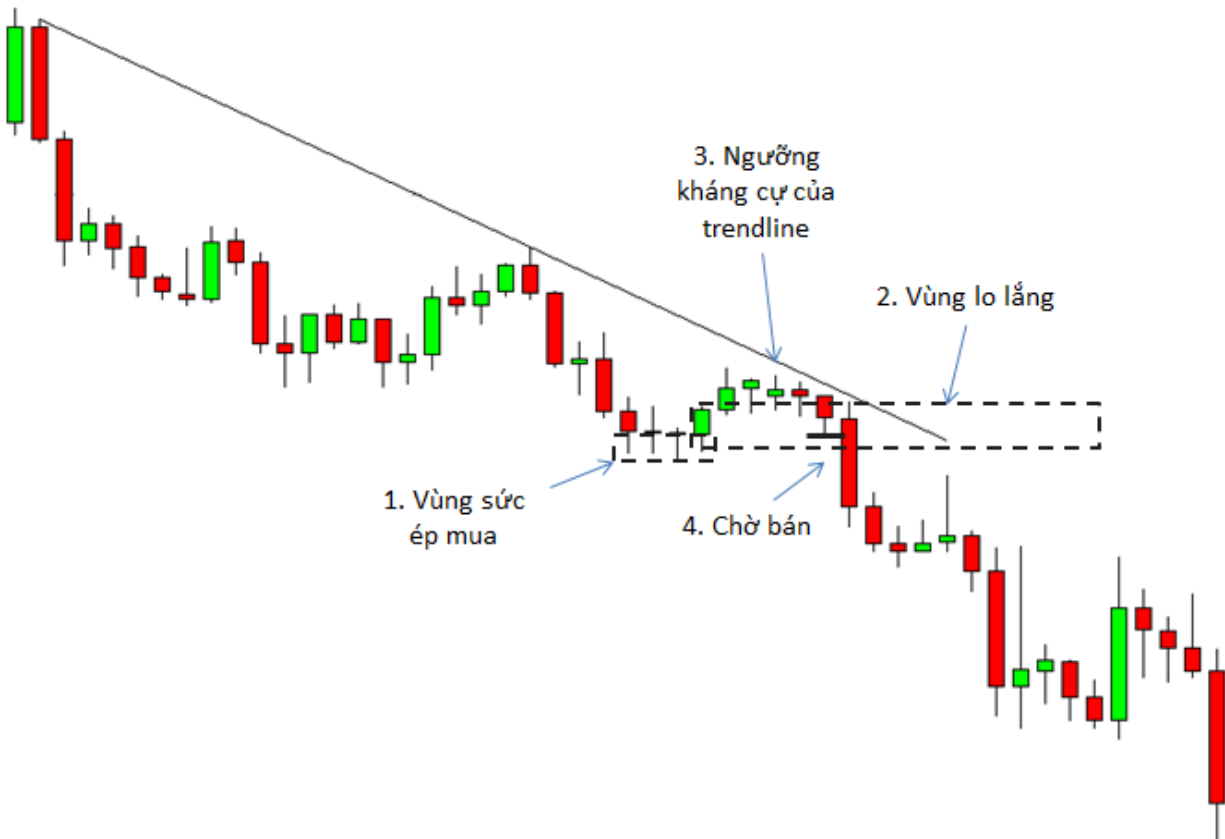 3. Ngưỡng
kháng cự của
trendline
2. Vùng lo lắng
1. Vùng sức
ép mua
4. Chờ bán